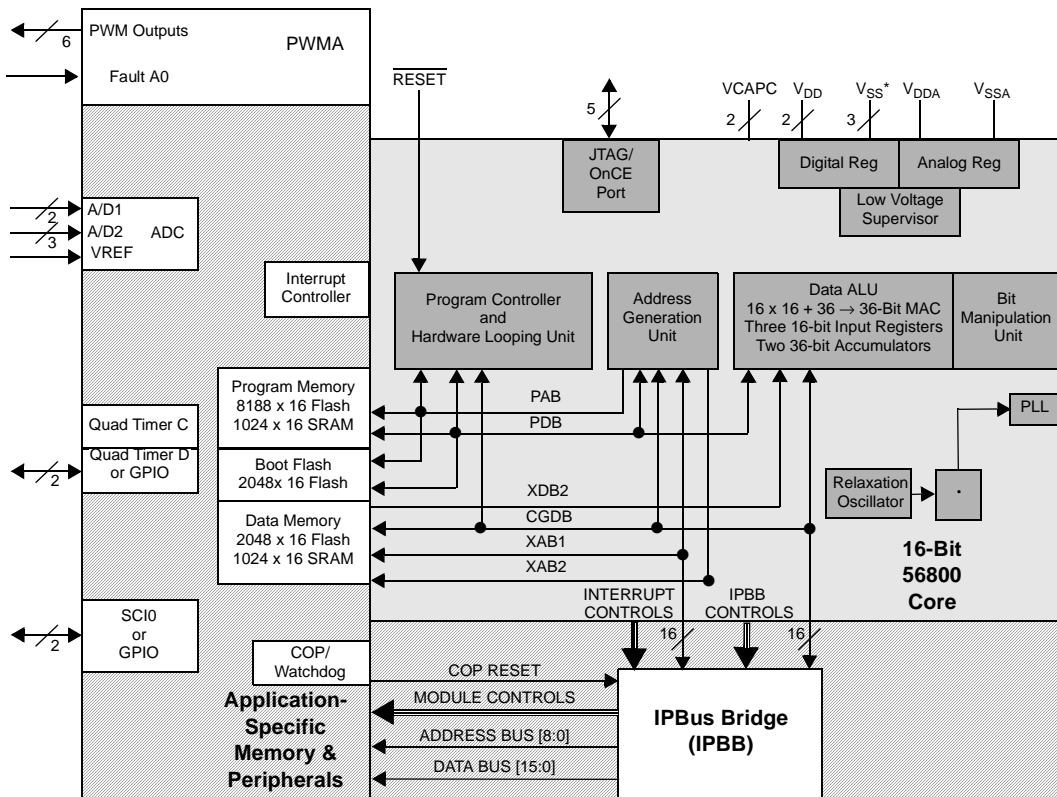 PWM Outputs
6
PWMA
Fault A0
RESET
5
VCAPC
2
VDD
2
VSS*
3
VDDA
VSSA
JTAG/
OnCE
Port
Digital Reg
Analog Reg
Low Voltage
Supervisor
2
A/D1
3
A/D2
ADC
VREF
Interrupt
Controller
Program Controller
and
Hardware Looping Unit
Address
Generation
Unit
Data ALU
16 x 16 + 36 → 36-Bit MAC
Three 16-bit Input Registers
Two 36-bit Accumulators
Bit
Manipulation
Unit
Program Memory
8188 x 16 Flash
1024 x 16 SRAM
PAB
PDB
PLL
Quad Timer C
Quad Timer D
or GPIO
2
Boot Flash
2048x 16 Flash
XDB2
CGDB
XAB1
XAB2
Data Memory
2048 x 16 Flash
1024 x 16 SRAM
Relaxation
Oscillator
.
16-Bit
56800
Core
INTERRUPT
CONTROLS
16
IPBB
CONTROLS
16
SCI0
or
GPIO
2
COP/
Watchdog
COP RESET
MODULE CONTROLS
ADDRESS BUS [8:0]
DATA BUS [15:0]
Application-
Specific
Memory &
Peripherals
IPBus Bridge
(IPBB)